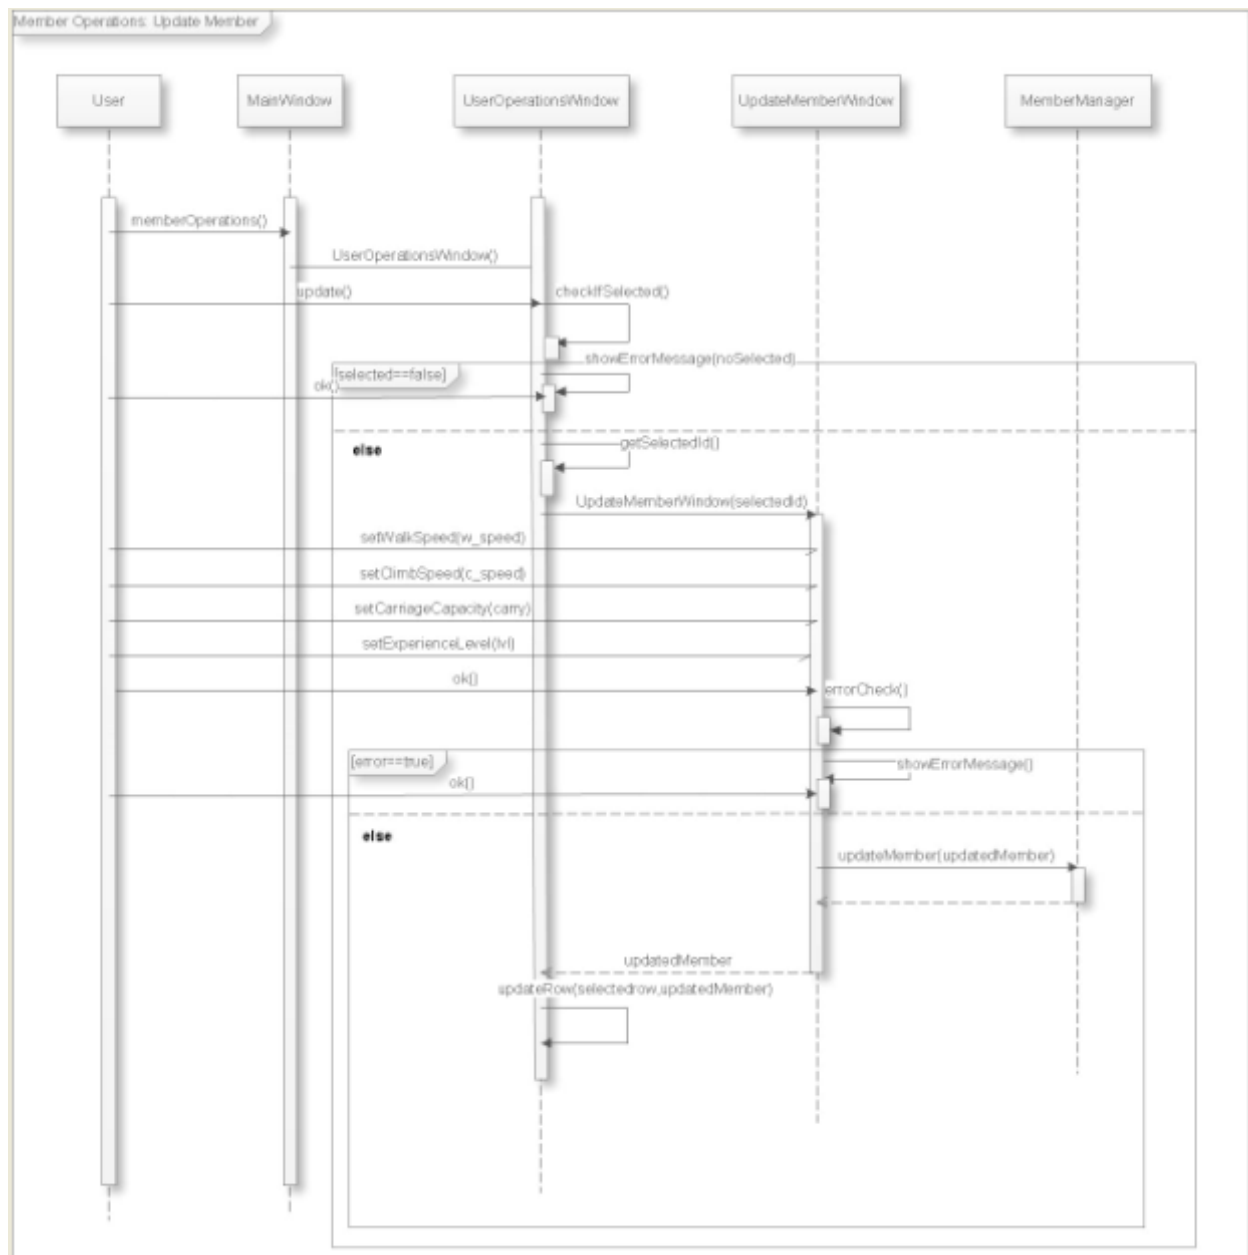 Member Operations: Update Member
User
MainWindow
UserOperationsWindow
UpdateMemberWindow
MemberManager
memberOperations()
UserOperationsWindow()
update()
checkIfSelected()
showErrorMessage(noSelected)
[selected==false]
ok()
else
getSelectedId()
UpdateMemberWindow(selectedId)
setWalkSpeed(w_speed)
setClimbSpeed(c_speed)
setCarriageCapacity(carry)
setExperienceLevel(lvl)
ok()
errorCheck()
[error==true]
showErrorMessage()
ok()
else
updateMember(updatedMember)
updatedMember
updateRow(selectedrow,updatedMember)